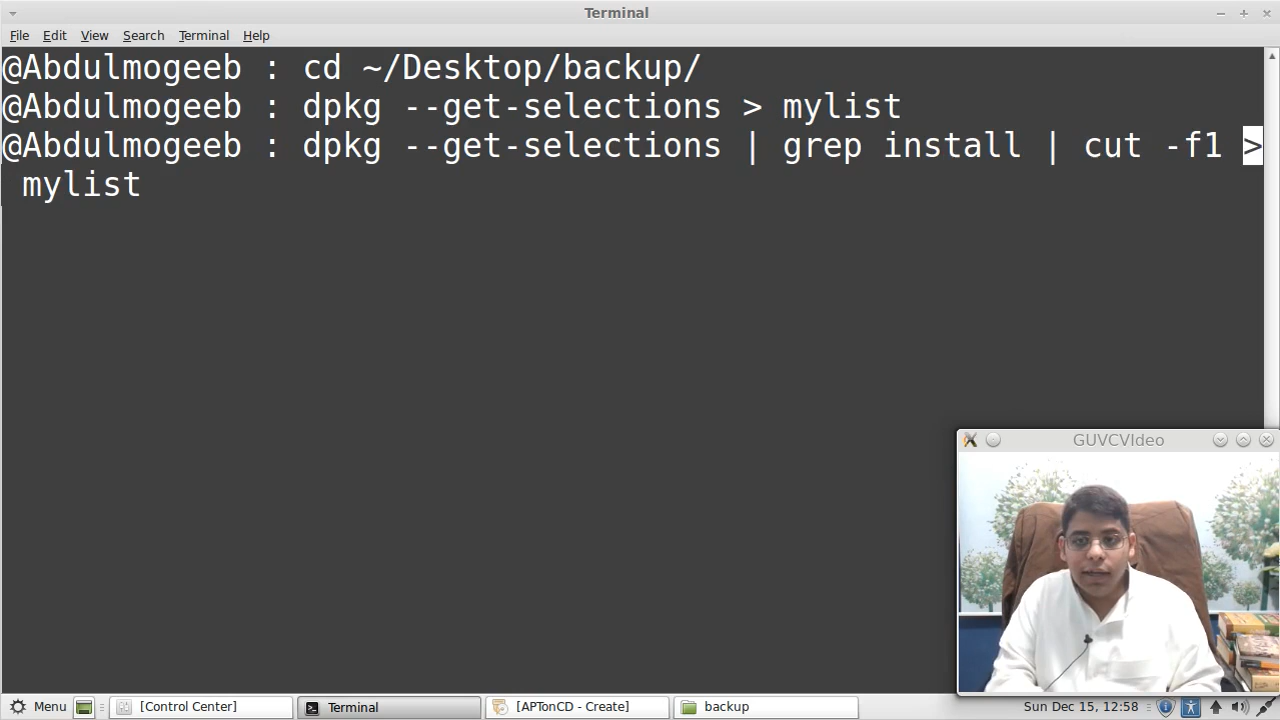 Terminal
File Edit View Search Terminal Help
@Abdulmogeeb : cd ~/Desktop/backup/
@Abdulmogeeb : dpkg --get-selections > mylist
@Abdulmogeeb : dpkg --get-selections | grep install | cut -f1 >
mylist
GUVCVIdeo
Menu [Control Center] Terminal [APTonCD - Create] backup Sun Dec 15, 12:58